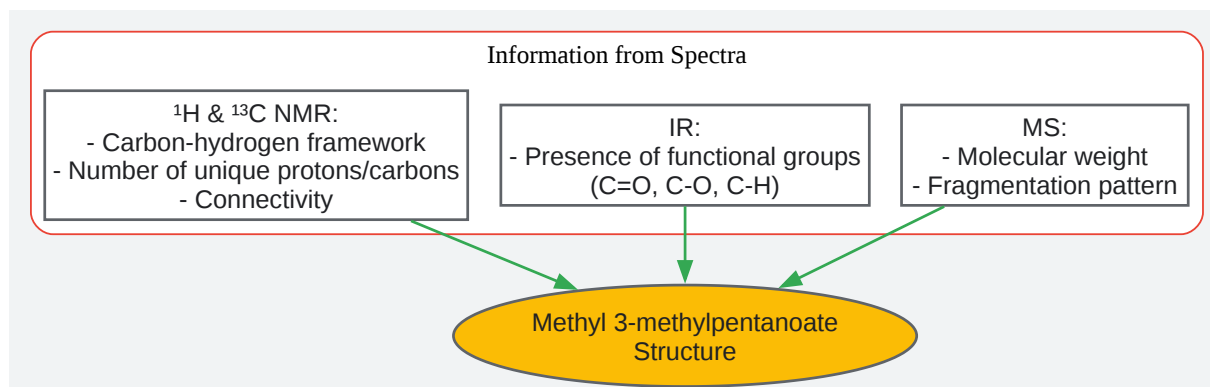 Information from Spectra
¹H & ¹³C NMR:
- Carbon-hydrogen framework
- Number of unique protons/carbons
- Connectivity
IR:
- Presence of functional groups
(C=O, C-O, C-H)
MS:
- Molecular weight
- Fragmentation pattern
Methyl 3-methylpentanoate
Structure